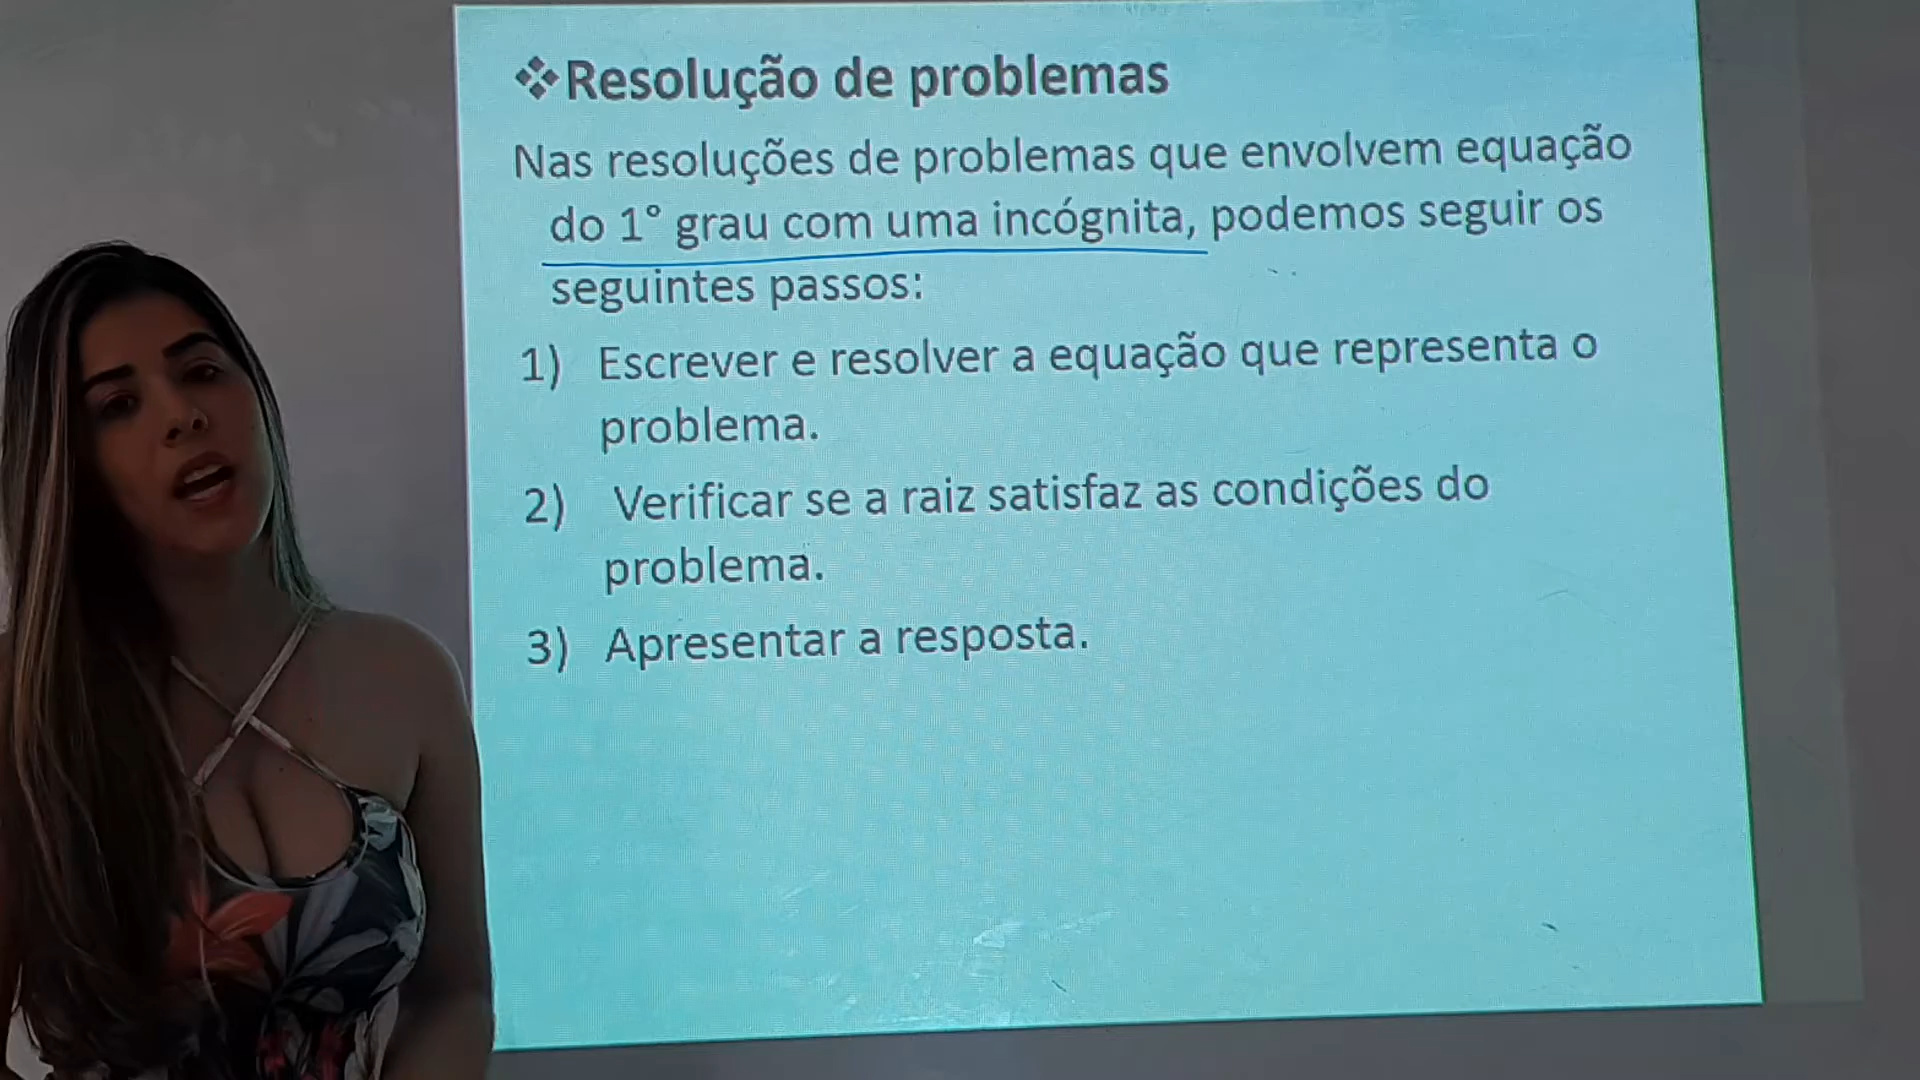 ❖Resolução de problemas
Nas resoluções de problemas que envolvem equação
do 1° grau com uma incógnita, podemos seguir os
seguintes passos:
1) Escrever e resolver a equação que representa o
problema.
2) Verificar se a raiz satisfaz as condições do
problema.
3) Apresentar a resposta.